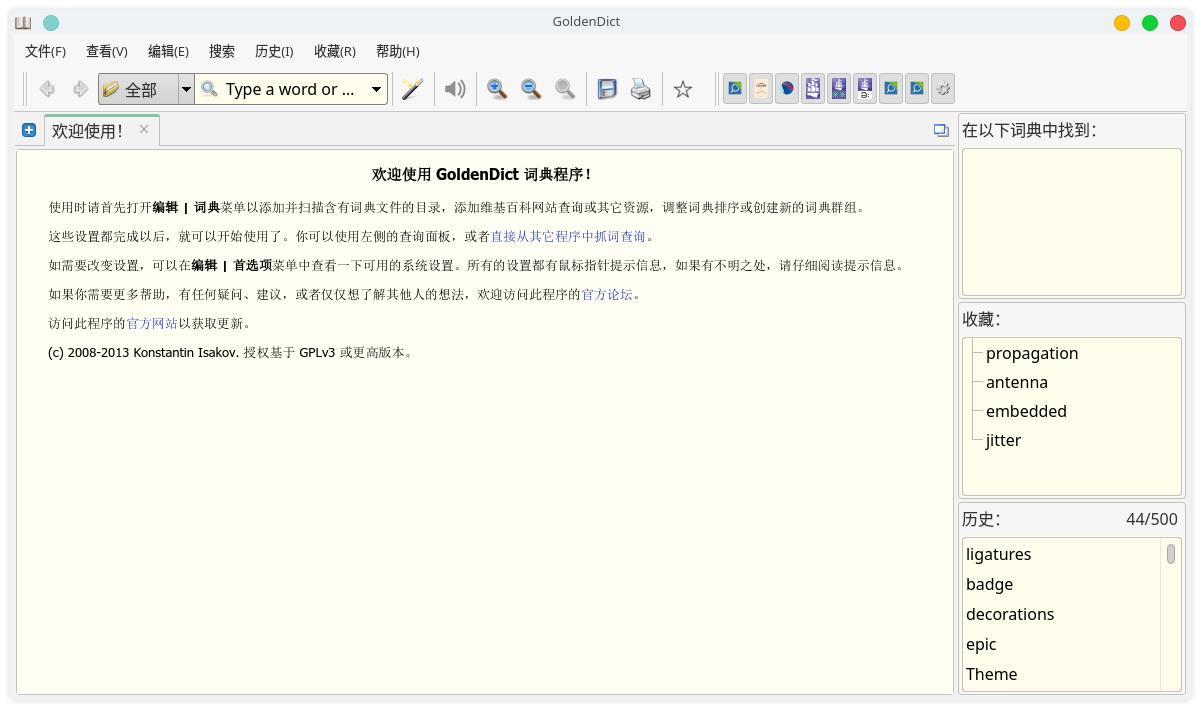 GoldenDict
文件(F) 查看(V) 编辑(E) 搜索 历史(I) 收藏(R) 帮助(H)
全部 Type a word or ...
欢迎使用！
欢迎使用 GoldenDict 词典程序！
使用时请首先打开编辑 | 词典菜单以添加并扫描含有词典文件的目录，添加维基百科网站查询或其它资源，调整词典排序或创建新的词典群组。
这些设置都完成以后，就可以开始使用了。你可以使用左侧的查询面板，或者直接从其它程序中抓词查询。
如需要改变设置，可以在编辑 | 首选项菜单中查看一下可用的系统设置。所有的设置都有鼠标指针提示信息，如果有不明之处，请仔细阅读提示信息。
如果你需要更多帮助，有任何疑问、建议，或者仅仅想了解其他人的想法，欢迎访问此程序的官方论坛。
访问此程序的官方网站以获取更新。
(c) 2008-2013 Konstantin Isakov. 授权基于 GPLv3 或更高版本。
在以下词典中找到：
收藏：
propagation
antenna
embedded
jitter
历史： 44/500
ligatures
badge
decorations
epic
Theme